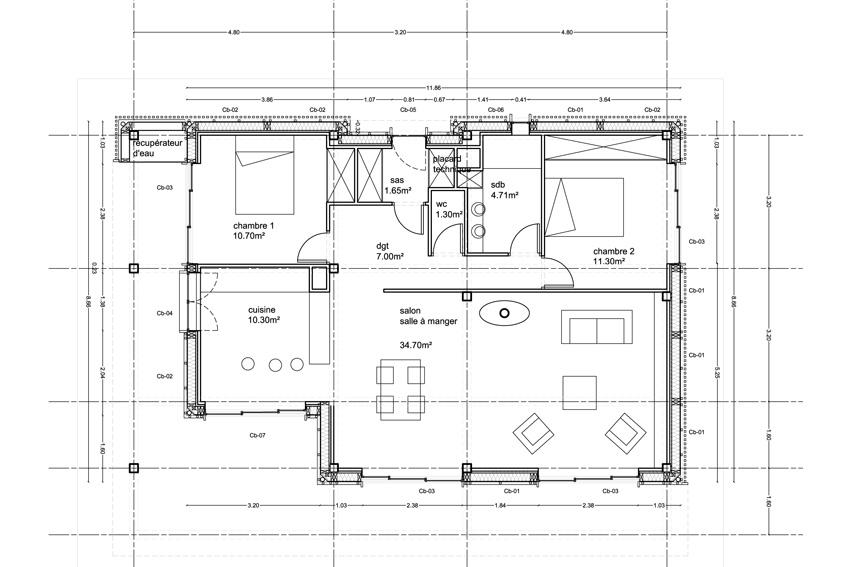 4.80
3.20
4.80
11.86
3.86
1.07
0.81
0.67
1.41
0.41
3.64
Cb-02
Cb-02
Cb-05
Cb-06
Cb-01
Cb-02
0.32
récupérateur
d'eau
placard
technique
sas
1.65m²
sdb
4.71m²
wc
1.30m²
chambre 1
10.70m²
dgt
7.00m²
chambre 2
11.30m²
cuisine
10.30m²
salon
salle à manger
34.70m²
1.03
2.38
0.23
8.66
1.38
2.04
1.60
Cb-03
Cb-04
Cb-02
Cb-07
Cb-03
Cb-01
Cb-01
Cb-01
1.03
2.38
8.66
5.25
3.20
3.20
1.60
1.60
Cb-03
Cb-01
Cb-03
3.20
1.03
2.38
1.84
2.38
1.03